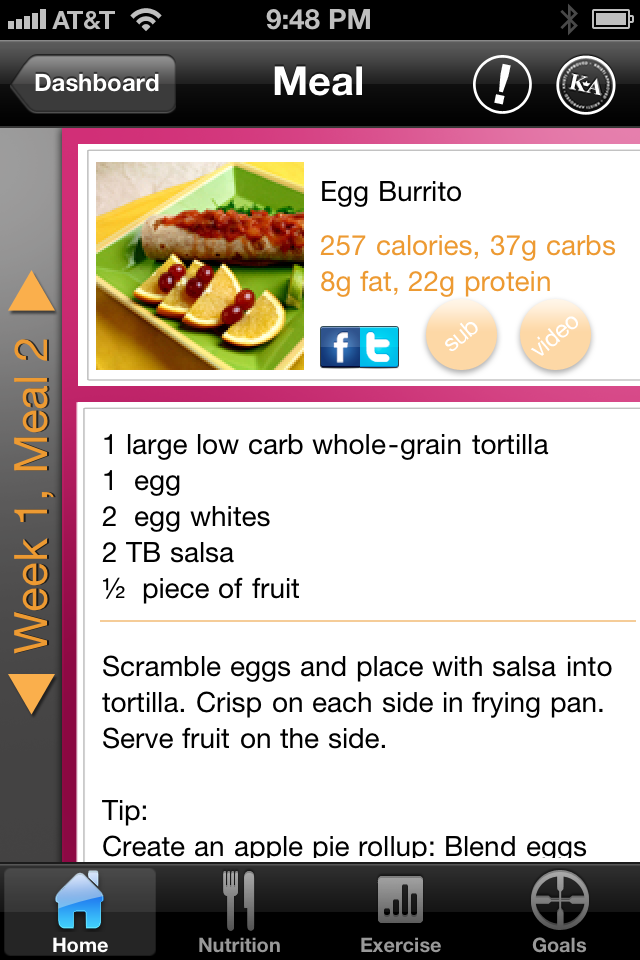 AT&T
9:48 PM
Dashboard
Meal
!
KA
Egg Burrito
257 calories, 37g carbs
8g fat, 22g protein
f t
sub
video
Week 1, Meal 2
1 large low carb whole-grain tortilla
1 egg
2 egg whites
2 TB salsa
½ piece of fruit
Scramble eggs and place with salsa into
tortilla. Crisp on each side in frying pan.
Serve fruit on the side.
Tip:
Create an apple pie rollup: Blend eggs
Home
Nutrition
Exercise
Goals